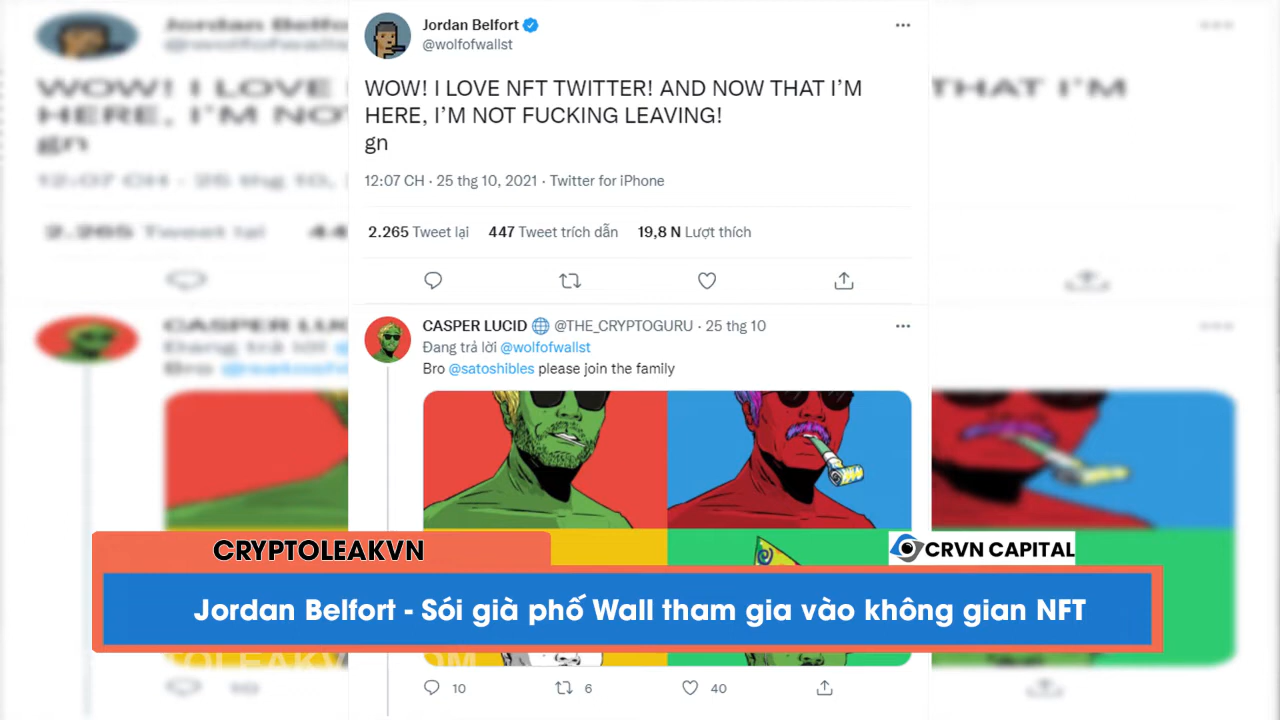 Jordan Belfort
@wolfofwallst
WOW! I LOVE NFT TWITTER! AND NOW THAT I'M
HERE, I'M NOT FUCKING LEAVING!
gn
12:07 CH · 25 thg 10, 2021 · Twitter for iPhone
2.265 Tweet lại 447 Tweet trích dẫn 19,8 N Lượt thích
CASPER LUCID @THE_CRYPTOGURU · 25 thg 10
Đang trả lời @wolfofwallst
Bro @satoshibles please join the family
CRYPTOLEAKVN
CRVN CAPITAL
Jordan Belfort - Sói già phố Wall tham gia vào không gian NFT
10 6 40